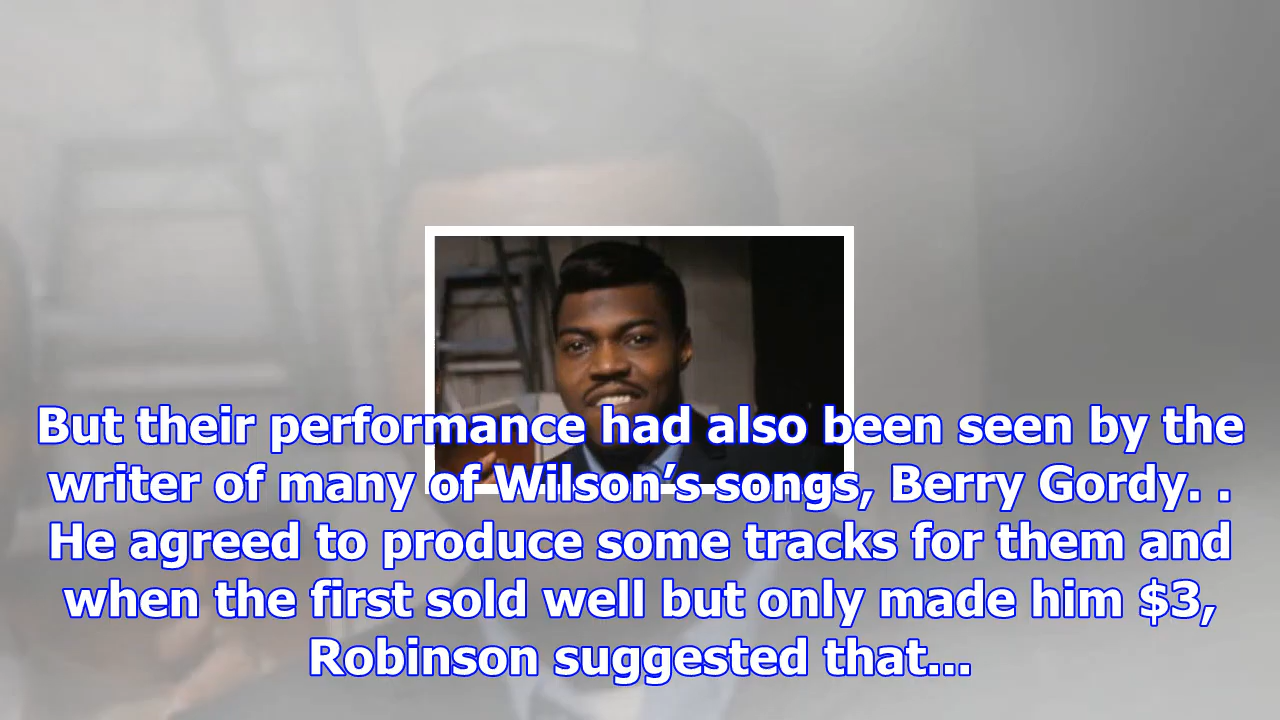 But their performance had also been seen by the
writer of many of Wilson’s songs, Berry Gordy. .
He agreed to produce some tracks for them and
when the first sold well but only made him $3,
Robinson suggested that...